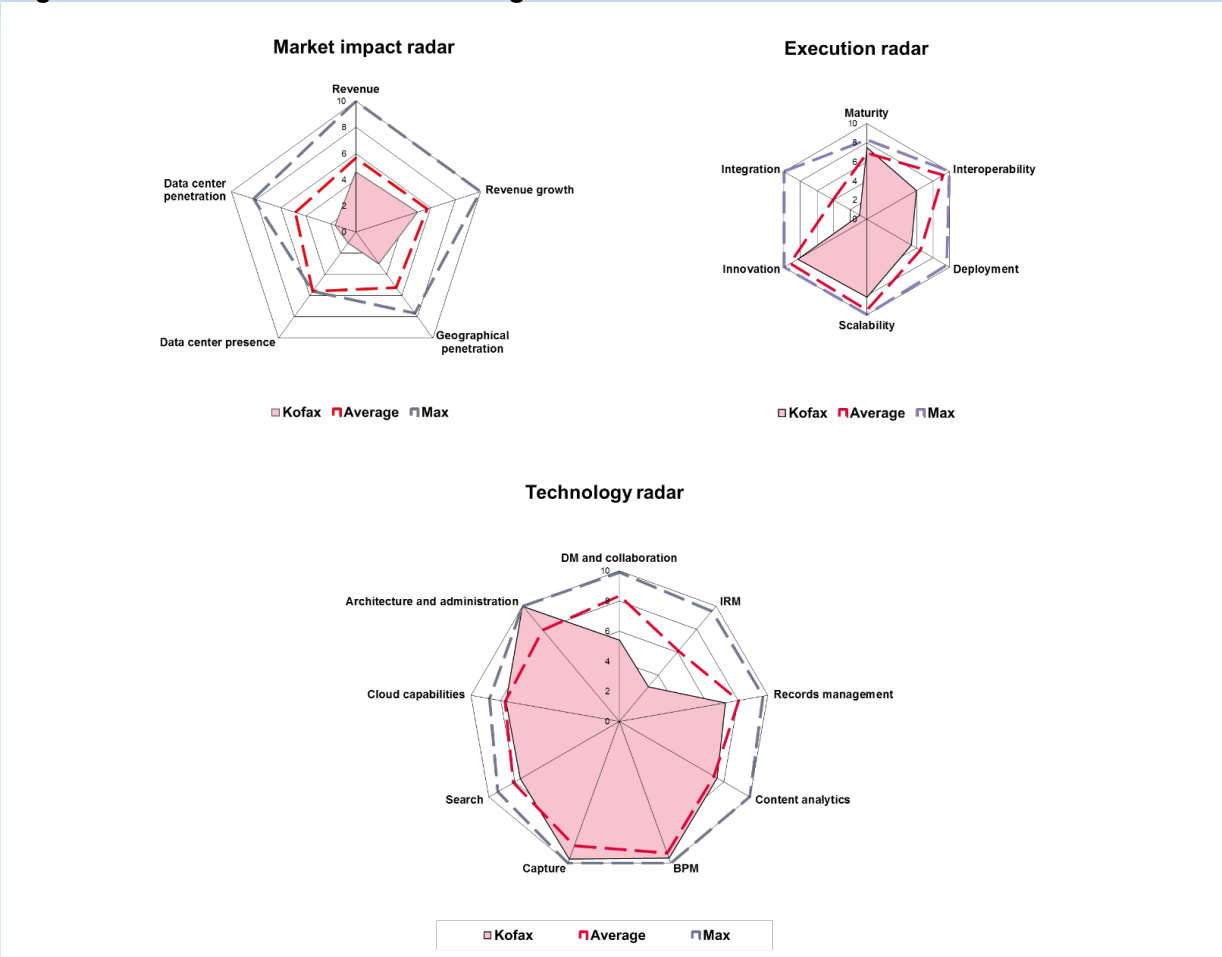 Market impact radar
Revenue
10
8
6
4
2
0
Revenue growth
Geographical
penetration
Data center presence
Data center
penetration
Kofax Average Max
Execution radar
Maturity
10
8
6
4
2
0
Interoperability
Deployment
Scalability
Innovation
Integration
Kofax Average Max
Technology radar
DM and collaboration
10
8
6
4
2
0
IRM
Records management
Content analytics
BPM
Capture
Search
Cloud capabilities
Architecture and administration
Kofax Average Max